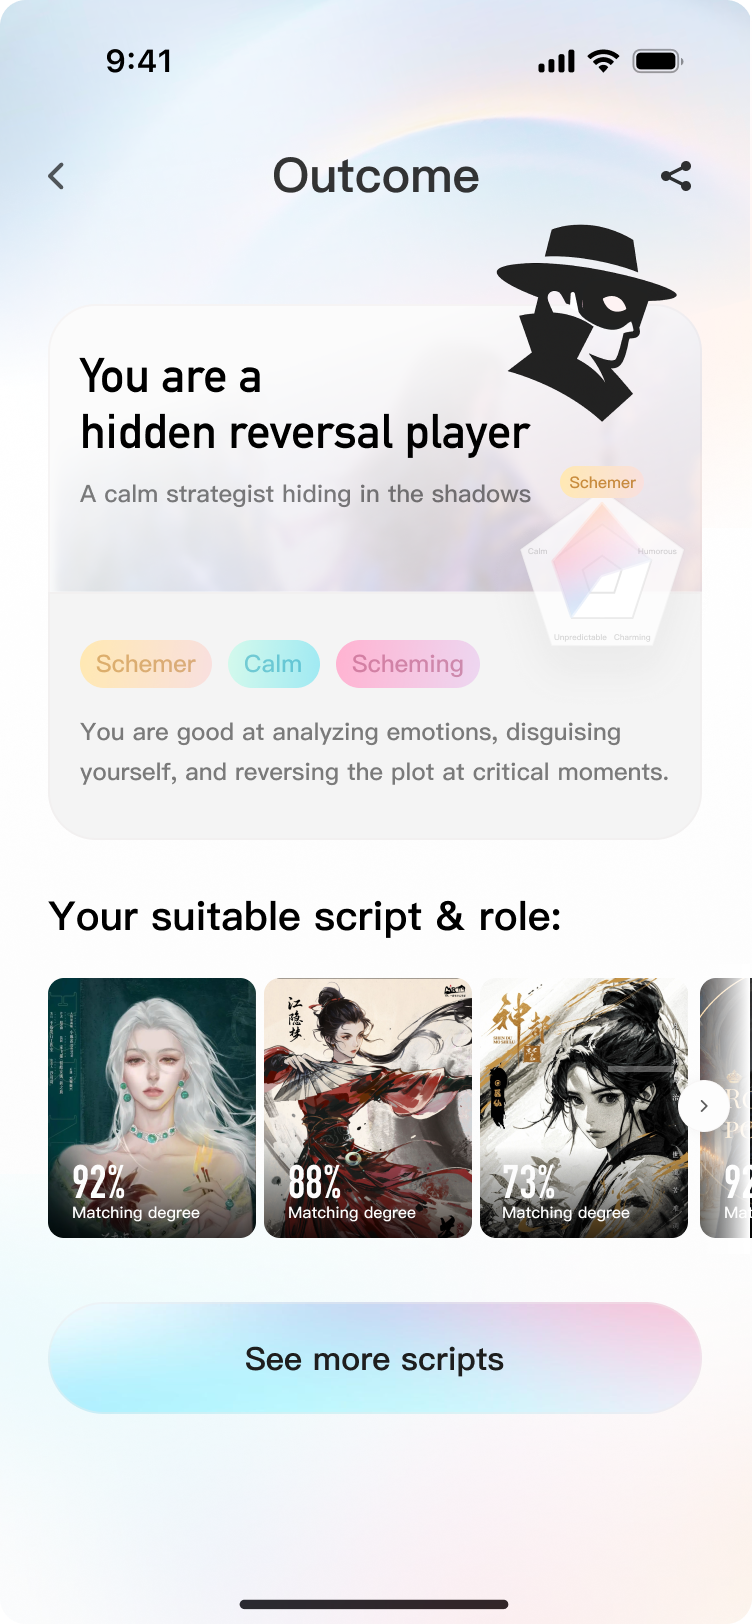 9:41
Outcome
You are a
hidden reversal player
A calm strategist hiding in the shadows
Schemer
Calm
Humorous
Unpredictable
Charming
Schemer
Calm
Scheming
You are good at analyzing emotions, disguising
yourself, and reversing the plot at critical moments.
Your suitable script & role:
92%
Matching degree
江隐梦
88%
Matching degree
神都
73%
Matching degree
See more scripts